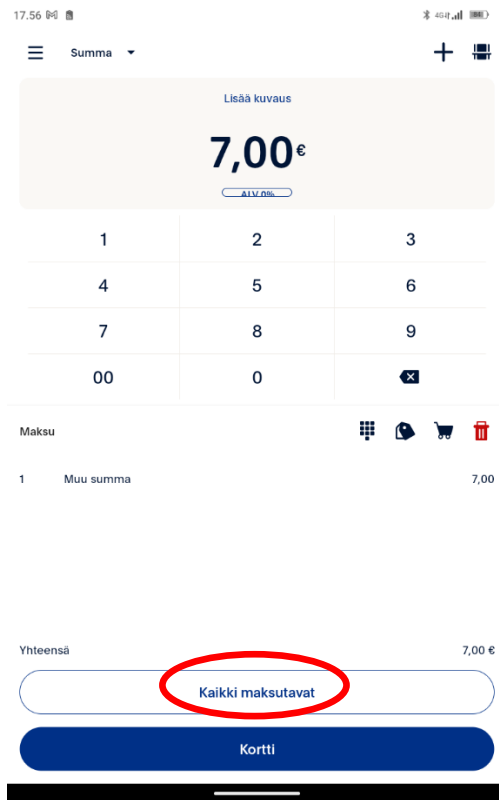 17.56
4G
Summa
Lisää kuvaus
7,00 €
ALV 0%
1 2 3
4 5 6
7 8 9
00 0
Maksu
1 Muu summa 7,00
Yhteensä 7,00 €
Kaikki maksutavat
Kortti